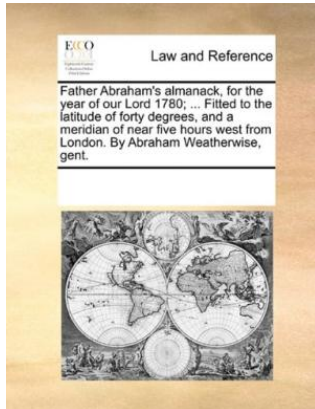 ECCO
Law and Reference
Father Abraham's almanack, for the
year of our Lord 1780; ... Fitted to the
latitude of forty degrees, and a
meridian of near five hours west from
London. By Abraham Weatherwise,
gent.